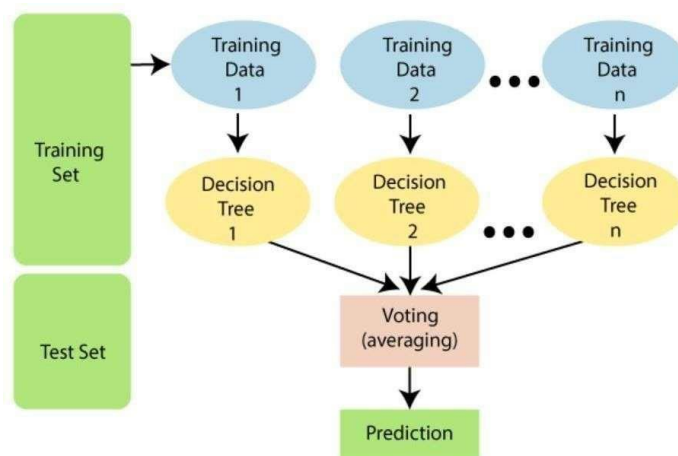 Training
Set
Test Set
Training
Data
1
Training
Data
2
Training
Data
n
Decision
Tree
1
Decision
Tree
2
Decision
Tree
n
Voting
(averaging)
Prediction